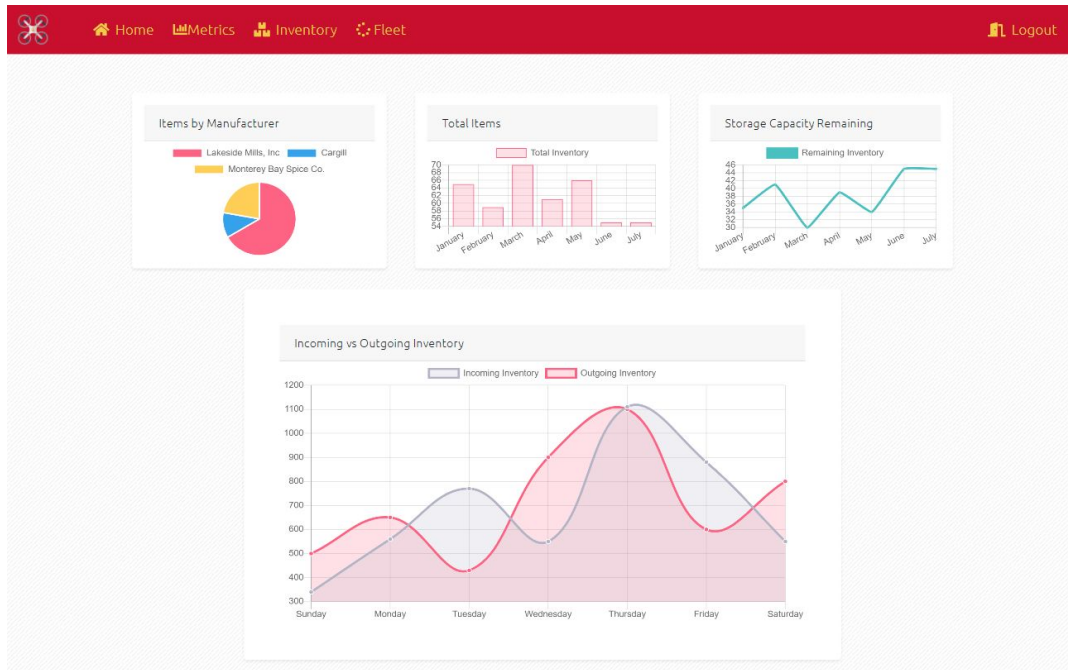 Home Metrics Inventory Fleet Logout
Items by Manufacturer
Lakeside Mills, Inc Cargill
Monterey Bay Spice Co.
Total Items
Total Inventory
70
68
66
64
62
60
58
56
54
January February March April May June July
Storage Capacity Remaining
Remaining Inventory
46
44
42
40
38
36
34
32
30
January February March April May June July
Incoming vs Outgoing Inventory
Incoming Inventory Outgoing Inventory
1200
1100
1000
900
800
700
600
500
400
300
Sunday Monday Tuesday Wednesday Thursday Friday Saturday